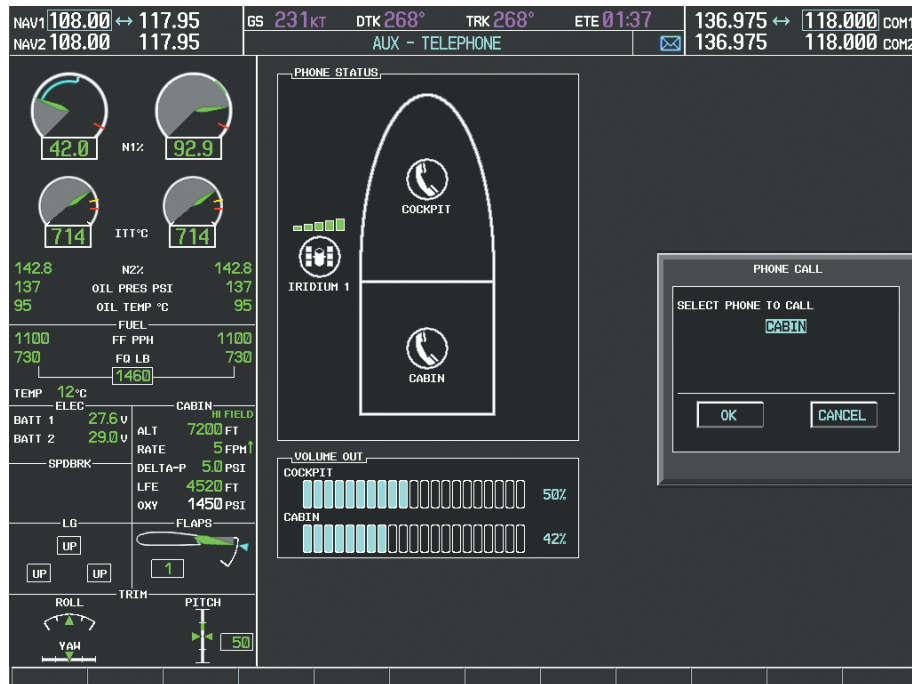 NAV1 108.00 ↔ 117.95
NAV2 108.00 117.95
GS 231KT DTK 268° TRK 268° ETE 01:37
AUX - TELEPHONE
136.975 ↔ 118.000 COM1
136.975 118.000 COM2
42.0 N1% 92.9
714 ITT°C 714
142.8 N2% 142.8
137 OIL PRES PSI 137
95 OIL TEMP °C 95
FUEL
1100 FF PPH 1100
730 FQ LB 730
1460
TEMP 12°C
ELEC
BATT 1 27.6 V
BATT 2 29.0 V
SPDBRK
CABIN
HI FIELD
ALT 7200 FT
RATE 5 FPM↑
DELTA-P 5.0 PSI
LFE 4520 FT
OXY 1450 PSI
LG
UP
UP UP
FLAPS
1
TRIM
ROLL PITCH
YAW
50
PHONE STATUS
COCKPIT
IRIDIUM 1
CABIN
VOLUME OUT
COCKPIT
50%
CABIN
42%
PHONE CALL
SELECT PHONE TO CALL
CABIN
OK CANCEL